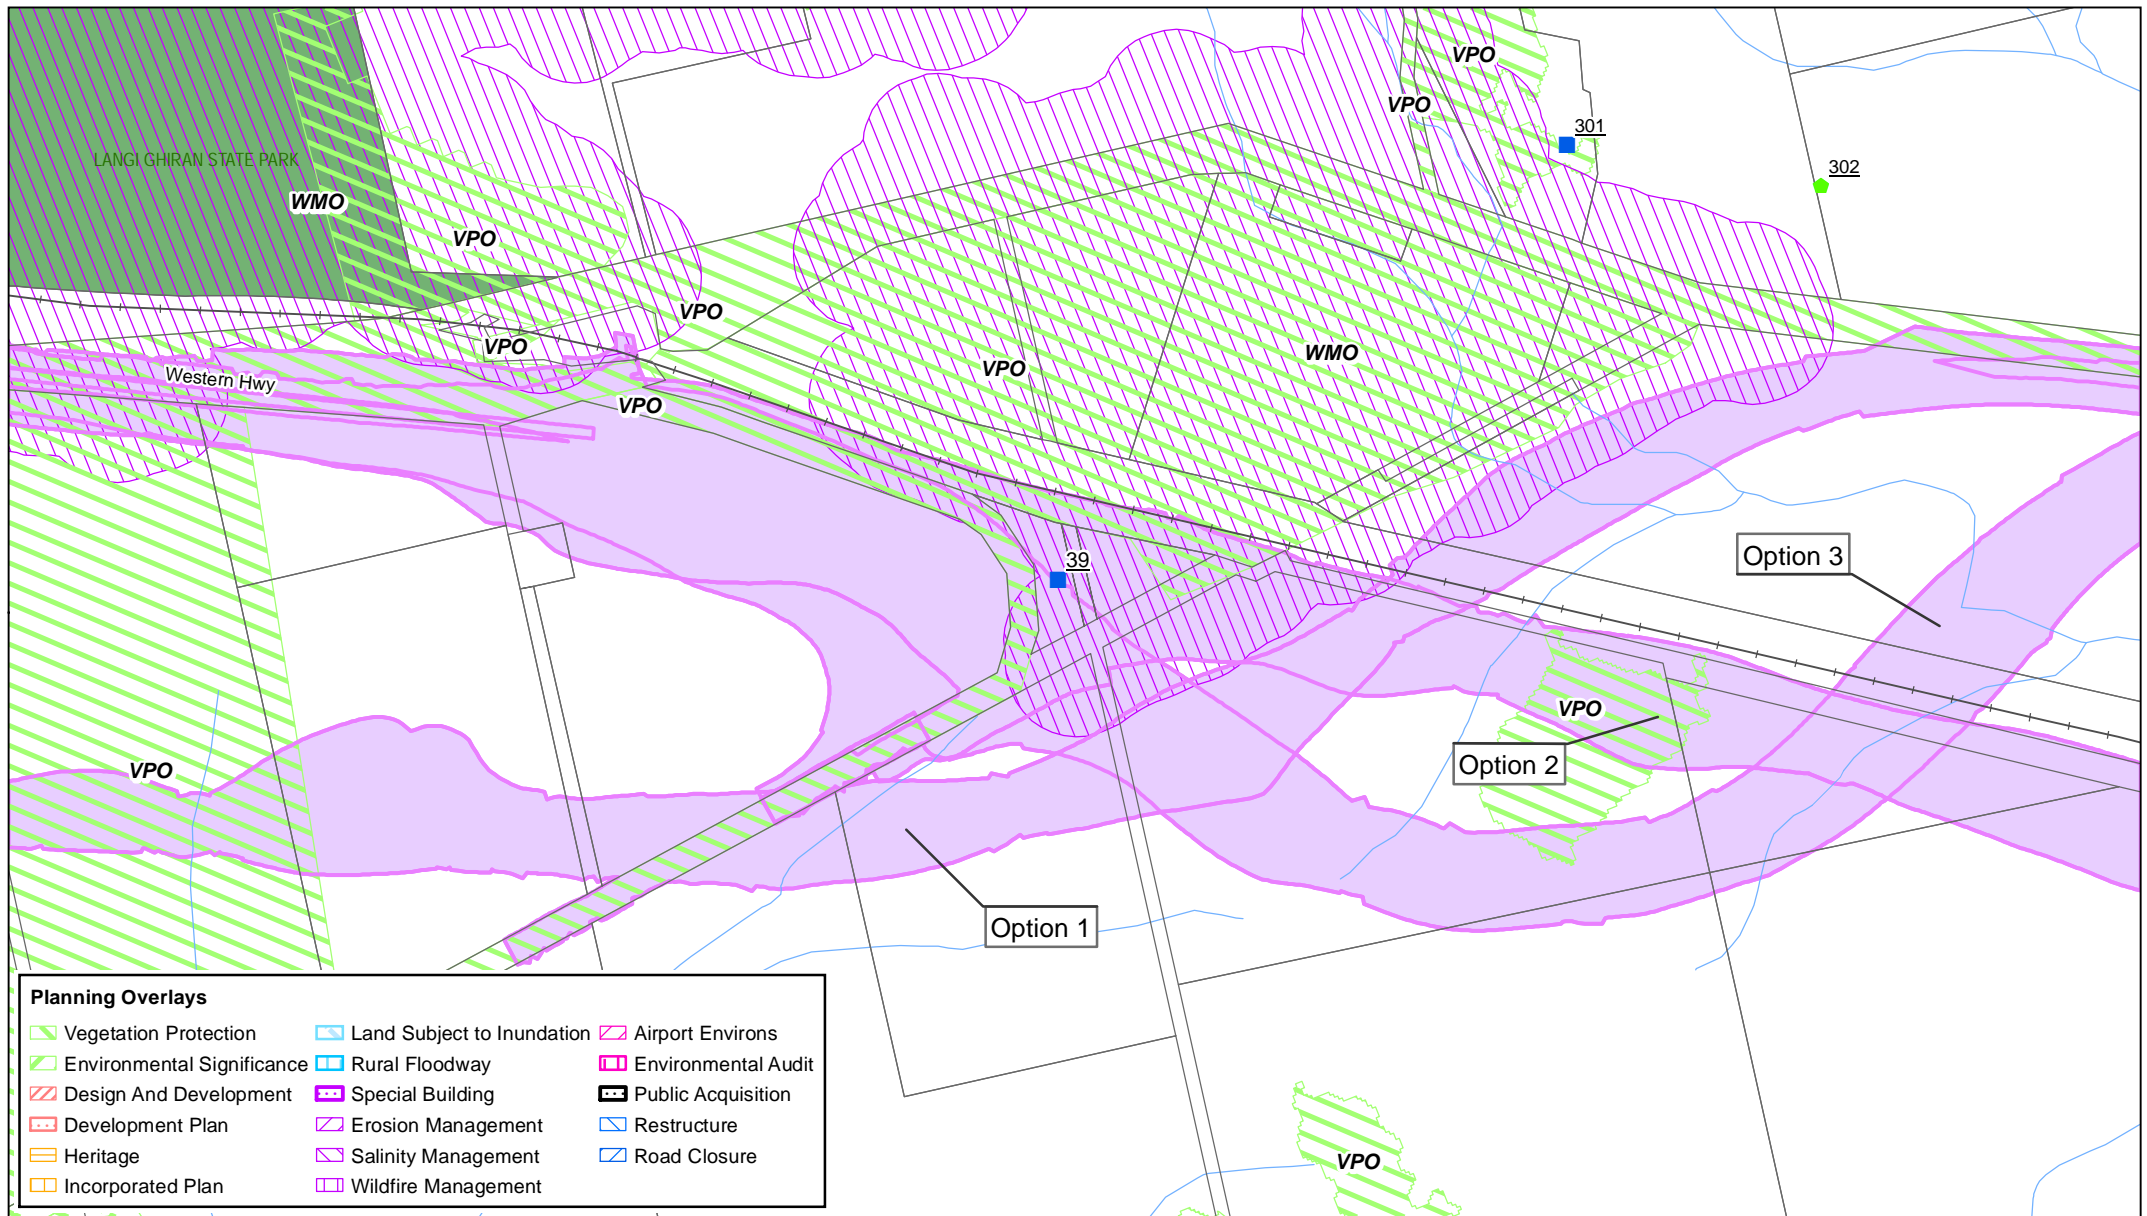 VPO
VPO
301
LANGI GHIRAN STATE PARK
302
WMO
VPO
VPO
VPO
WMO
VPO
Western Hwy
VPO
39
Option 3
VPO
Option 2
VPO
Option 1
Planning Overlays
Vegetation Protection
Environmental Significance
Design And Development
Development Plan
Heritage
Incorporated Plan
Land Subject to Inundation
Rural Floodway
Special Building
Erosion Management
Salinity Management
Wildfire Management
Airport Environs
Environmental Audit
Public Acquisition
Restructure
Road Closure
VPO